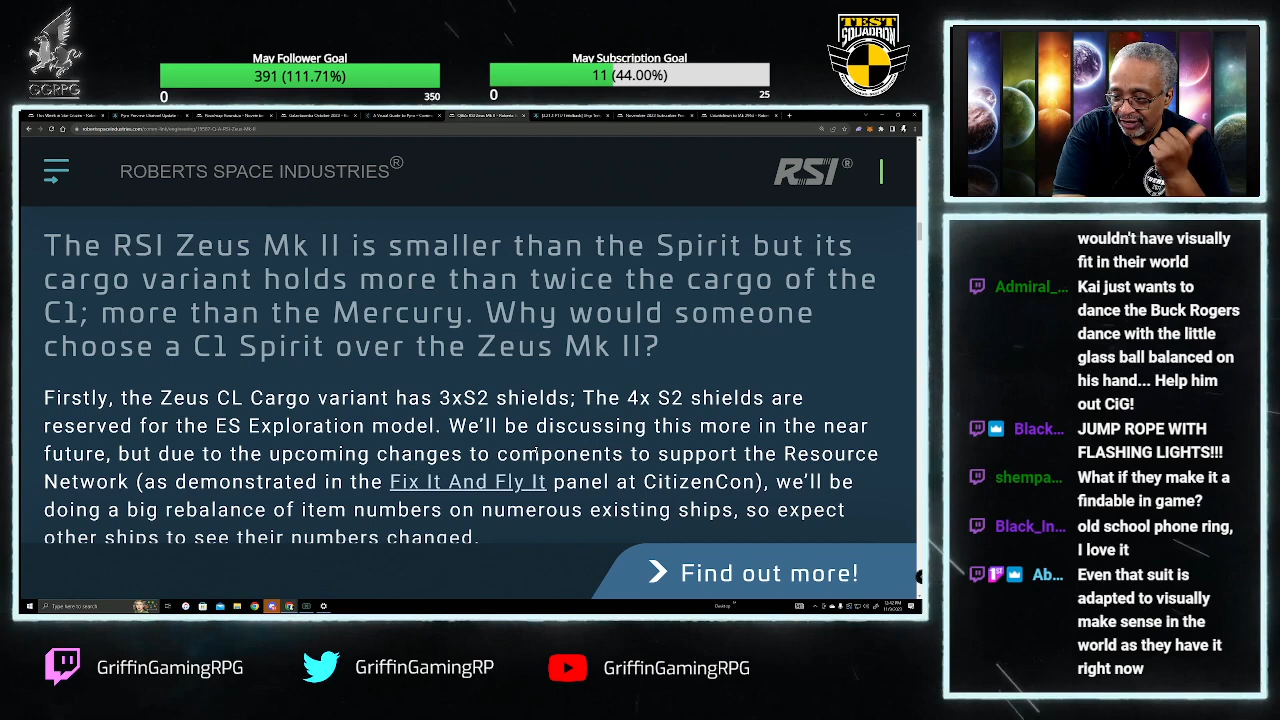 GGRPG
May Follower Goal
391 (111.71%)
0
350
May Subscription Goal
11 (44.00%)
0
25
TEST
SQUADRON
ROBERTS SPACE INDUSTRIES®
RSI®
The RSI Zeus Mk II is smaller than the Spirit but its
cargo variant holds more than twice the cargo of the
C1; more than the Mercury. Why would someone
choose a C1 Spirit over the Zeus Mk II?
Firstly, the Zeus CL Cargo variant has 3xS2 shields; The 4x S2 shields are
reserved for the ES Exploration model. We'll be discussing this more in the near
future, but due to the upcoming changes to components to support the Resource
Network (as demonstrated in the Fix It And Fly It panel at CitizenCon), we'll be
doing a big rebalance of item numbers on numerous existing ships, so expect
other ships to see their numbers changed.
Find out more!
Type here to search
Desktop
GriffinGamingRPG
GriffinGamingRP
GriffinGamingRPG
wouldn't have visually
fit in their world
Admiral_... Kai just wants to
dance the Buck Rogers
dance with the little
glass ball balanced on
his hand... Help him
out CiG!
Black... JUMP ROPE WITH
FLASHING LIGHTS!!!
shempa... What if they make it a
findable in game?
Black_In... old school phone ring,
I love it
Ab... Even that suit is
adapted to visually
make sense in the
world as they have it
right now